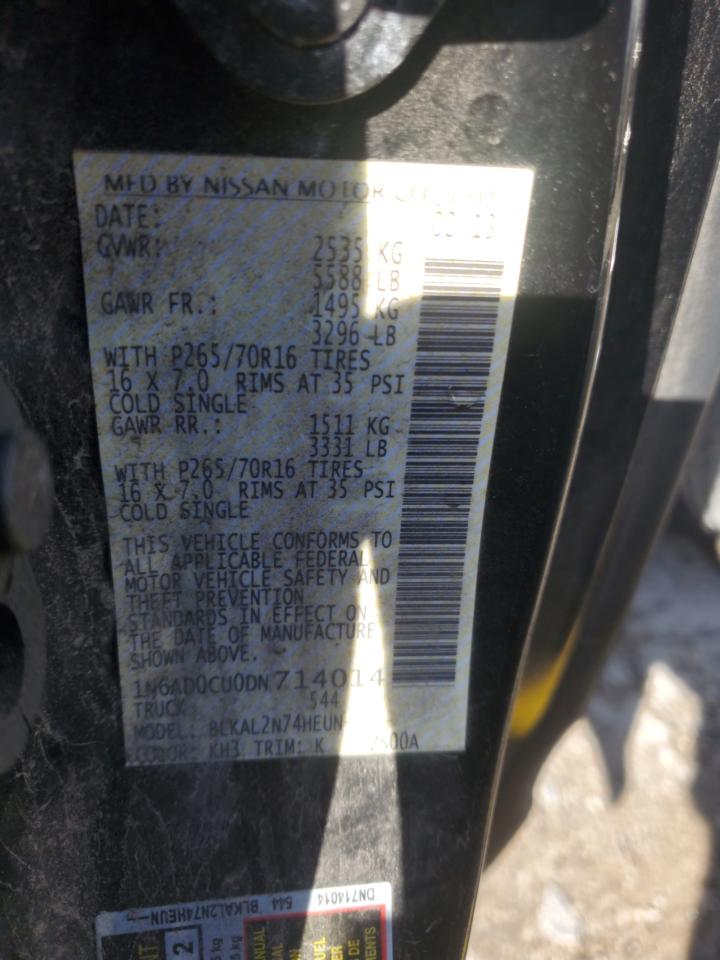 MFD BY NISSAN MOTOR
DATE: 02 13
GVWR: 2535 KG
5588 LB
GAWR FR.: 1495 KG
3296 LB
WITH P265/70R16 TIRES
16 X 7.0 RIMS AT 35 PSI
COLD SINGLE
GAWR RR.: 1511 KG
3331 LB
WITH P265/70R16 TIRES
16 X 7.0 RIMS AT 35 PSI
COLD SINGLE
THIS VEHICLE CONFORMS TO
ALL APPLICABLE FEDERAL
MOTOR VEHICLE SAFETY AND
THEFT PREVENTION
STANDARDS IN EFFECT ON
THE DATE OF MANUFACTURE
SHOWN ABOVE.
1N6AD0CU0DN714014
TRUCK 544
MODEL: BLKAL2N74HEUN
COLOR: KH3 TRIM: K
DN714014 544 BLKAL2N74HEUN
2